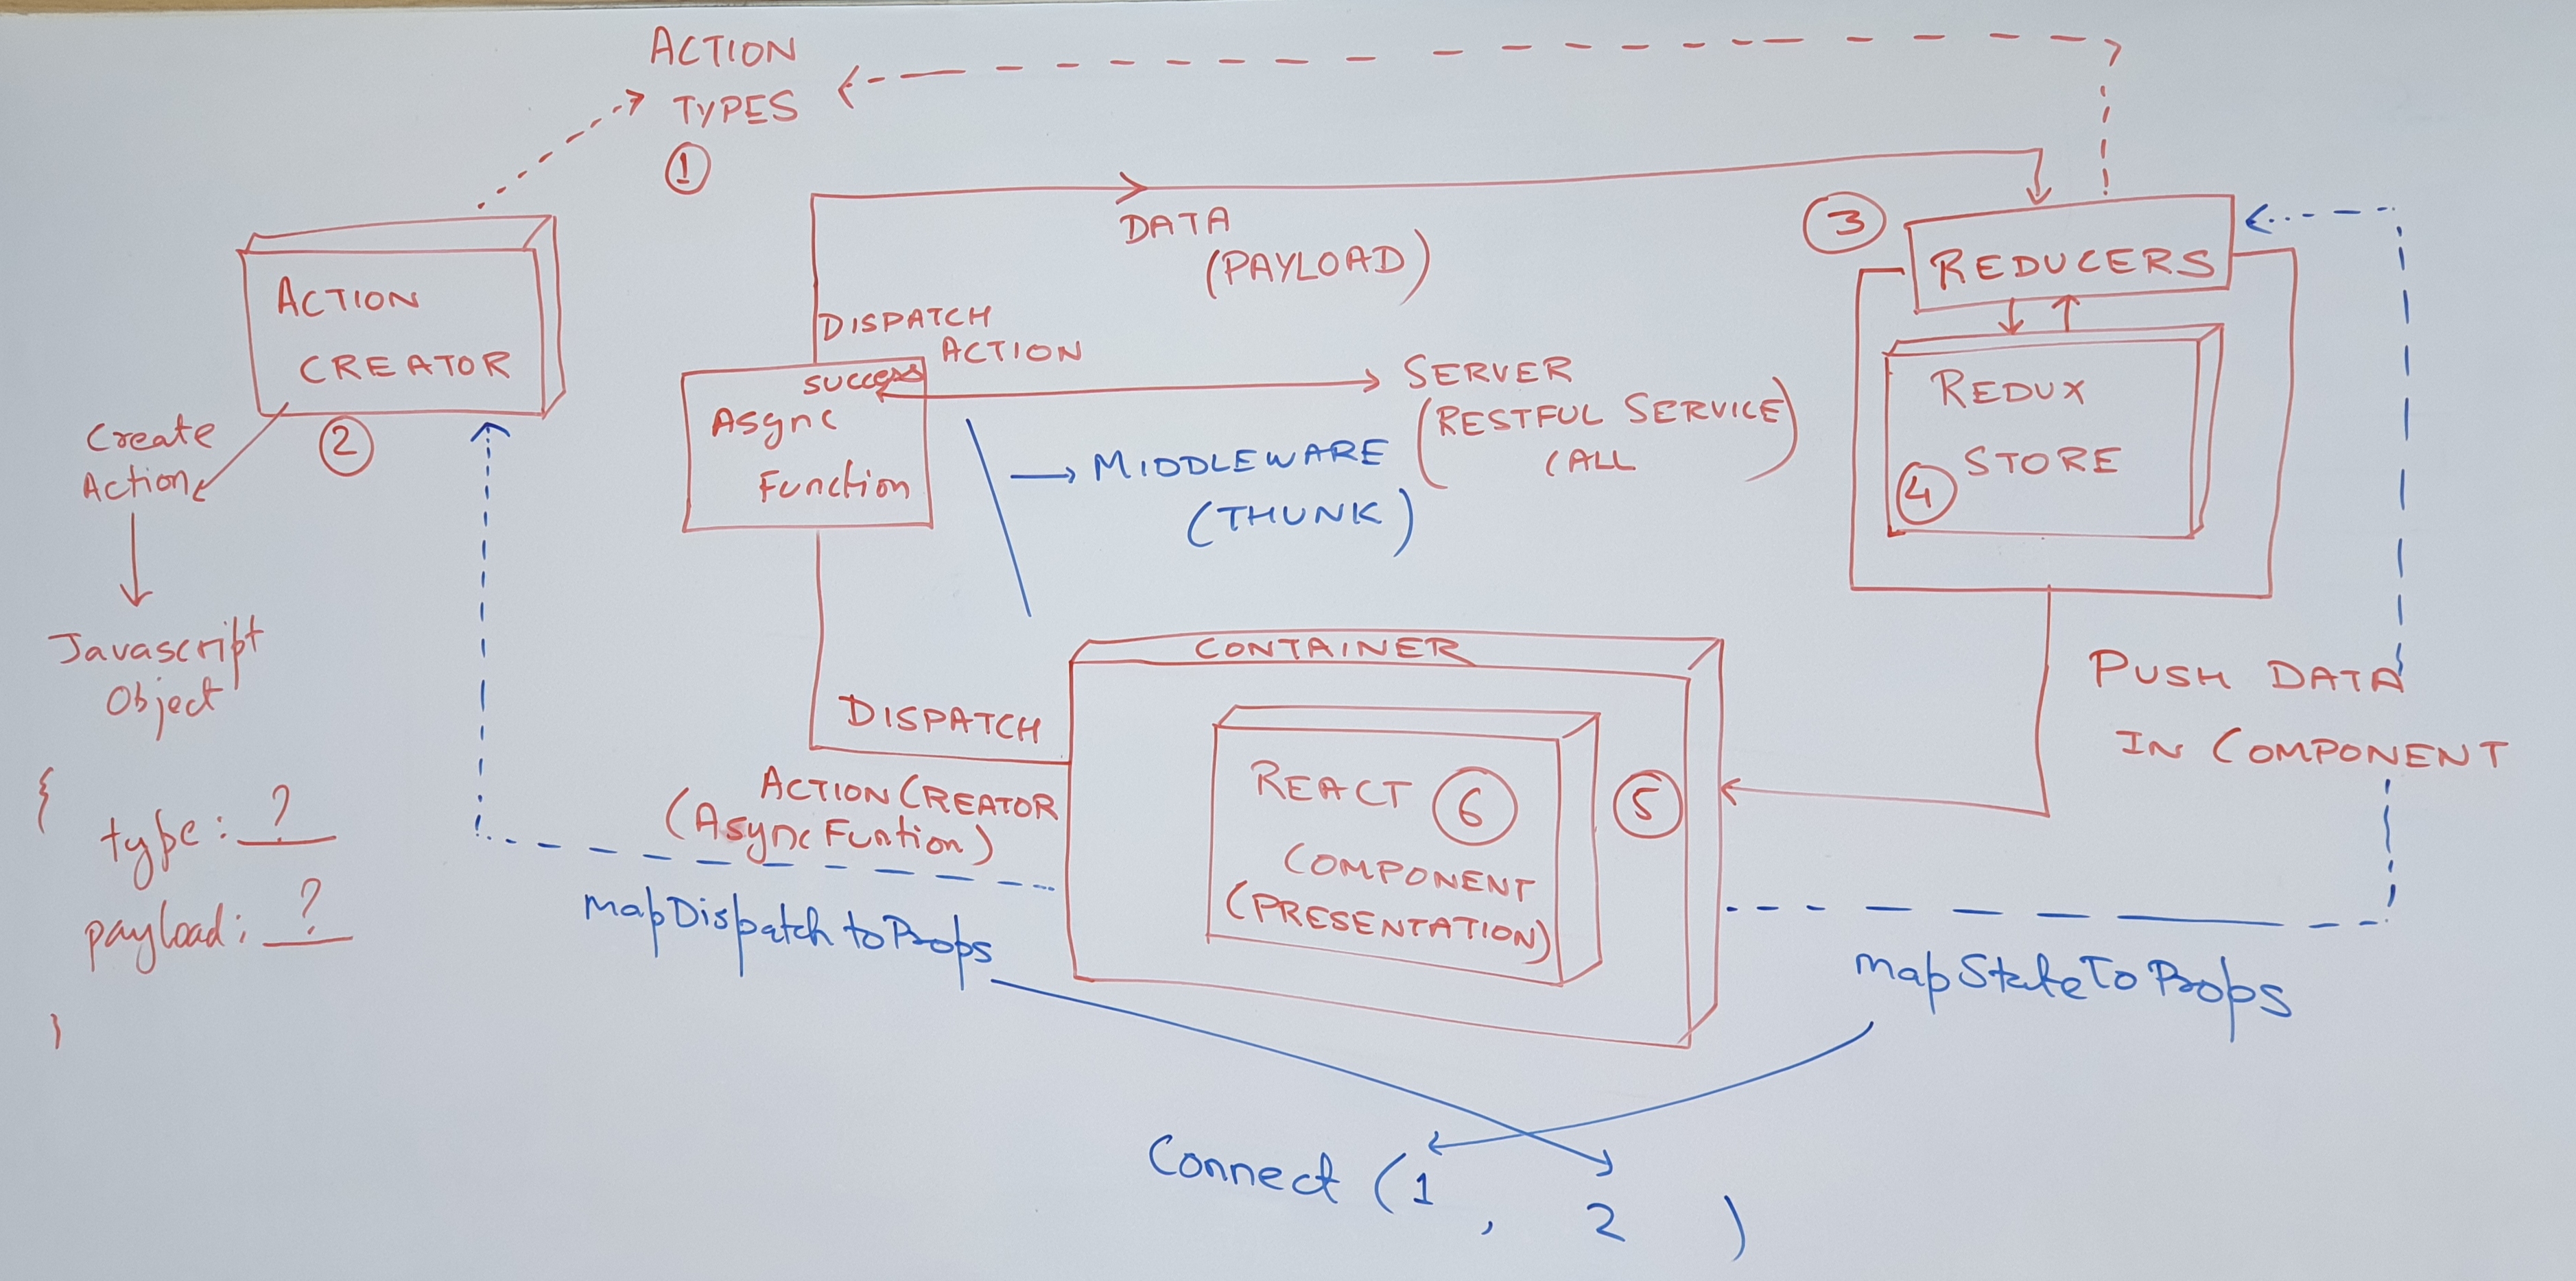 ACTION
TYPES
1
ACTION
CREATOR
2
Create
Action
Javascript
Object
{
type: ?
payload: ?
}
DATA
(PAYLOAD)
DISPATCH
ACTION
success
Async
Function
SERVER
(RESTFUL SERVICE
CALL)
MIDDLEWARE
(THUNK)
3
REDUCERS
REDUX
STORE
4
DISPATCH
ACTION CREATOR
(Async Funtion)
mapDispatch toProps
CONTAINER
REACT 6
COMPONENT
(PRESENTATION)
5
PUSH DATA
IN COMPONENT
mapStateToProps
Connect (1 , 2 )